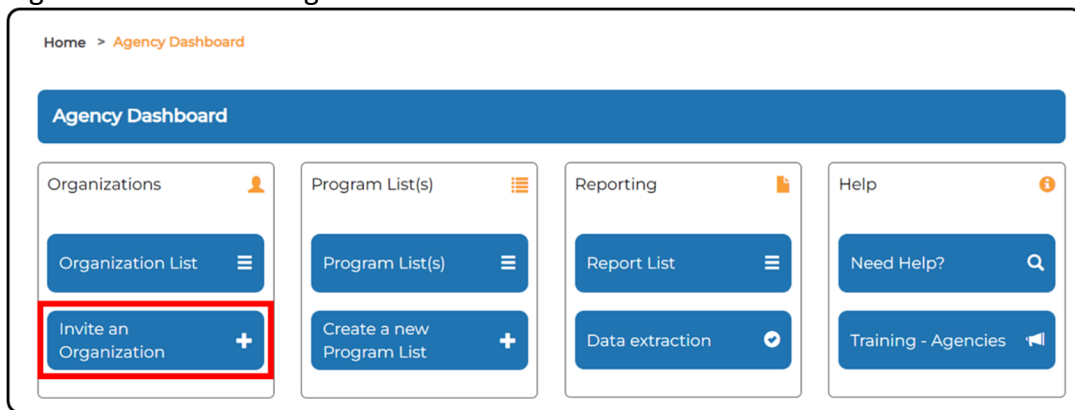 Home > Agency Dashboard
Agency Dashboard
Organizations
Organization List
Invite an
Organization
Program List(s)
Program List(s)
Create a new
Program List
Reporting
Report List
Data extraction
Help
Need Help?
Training - Agencies